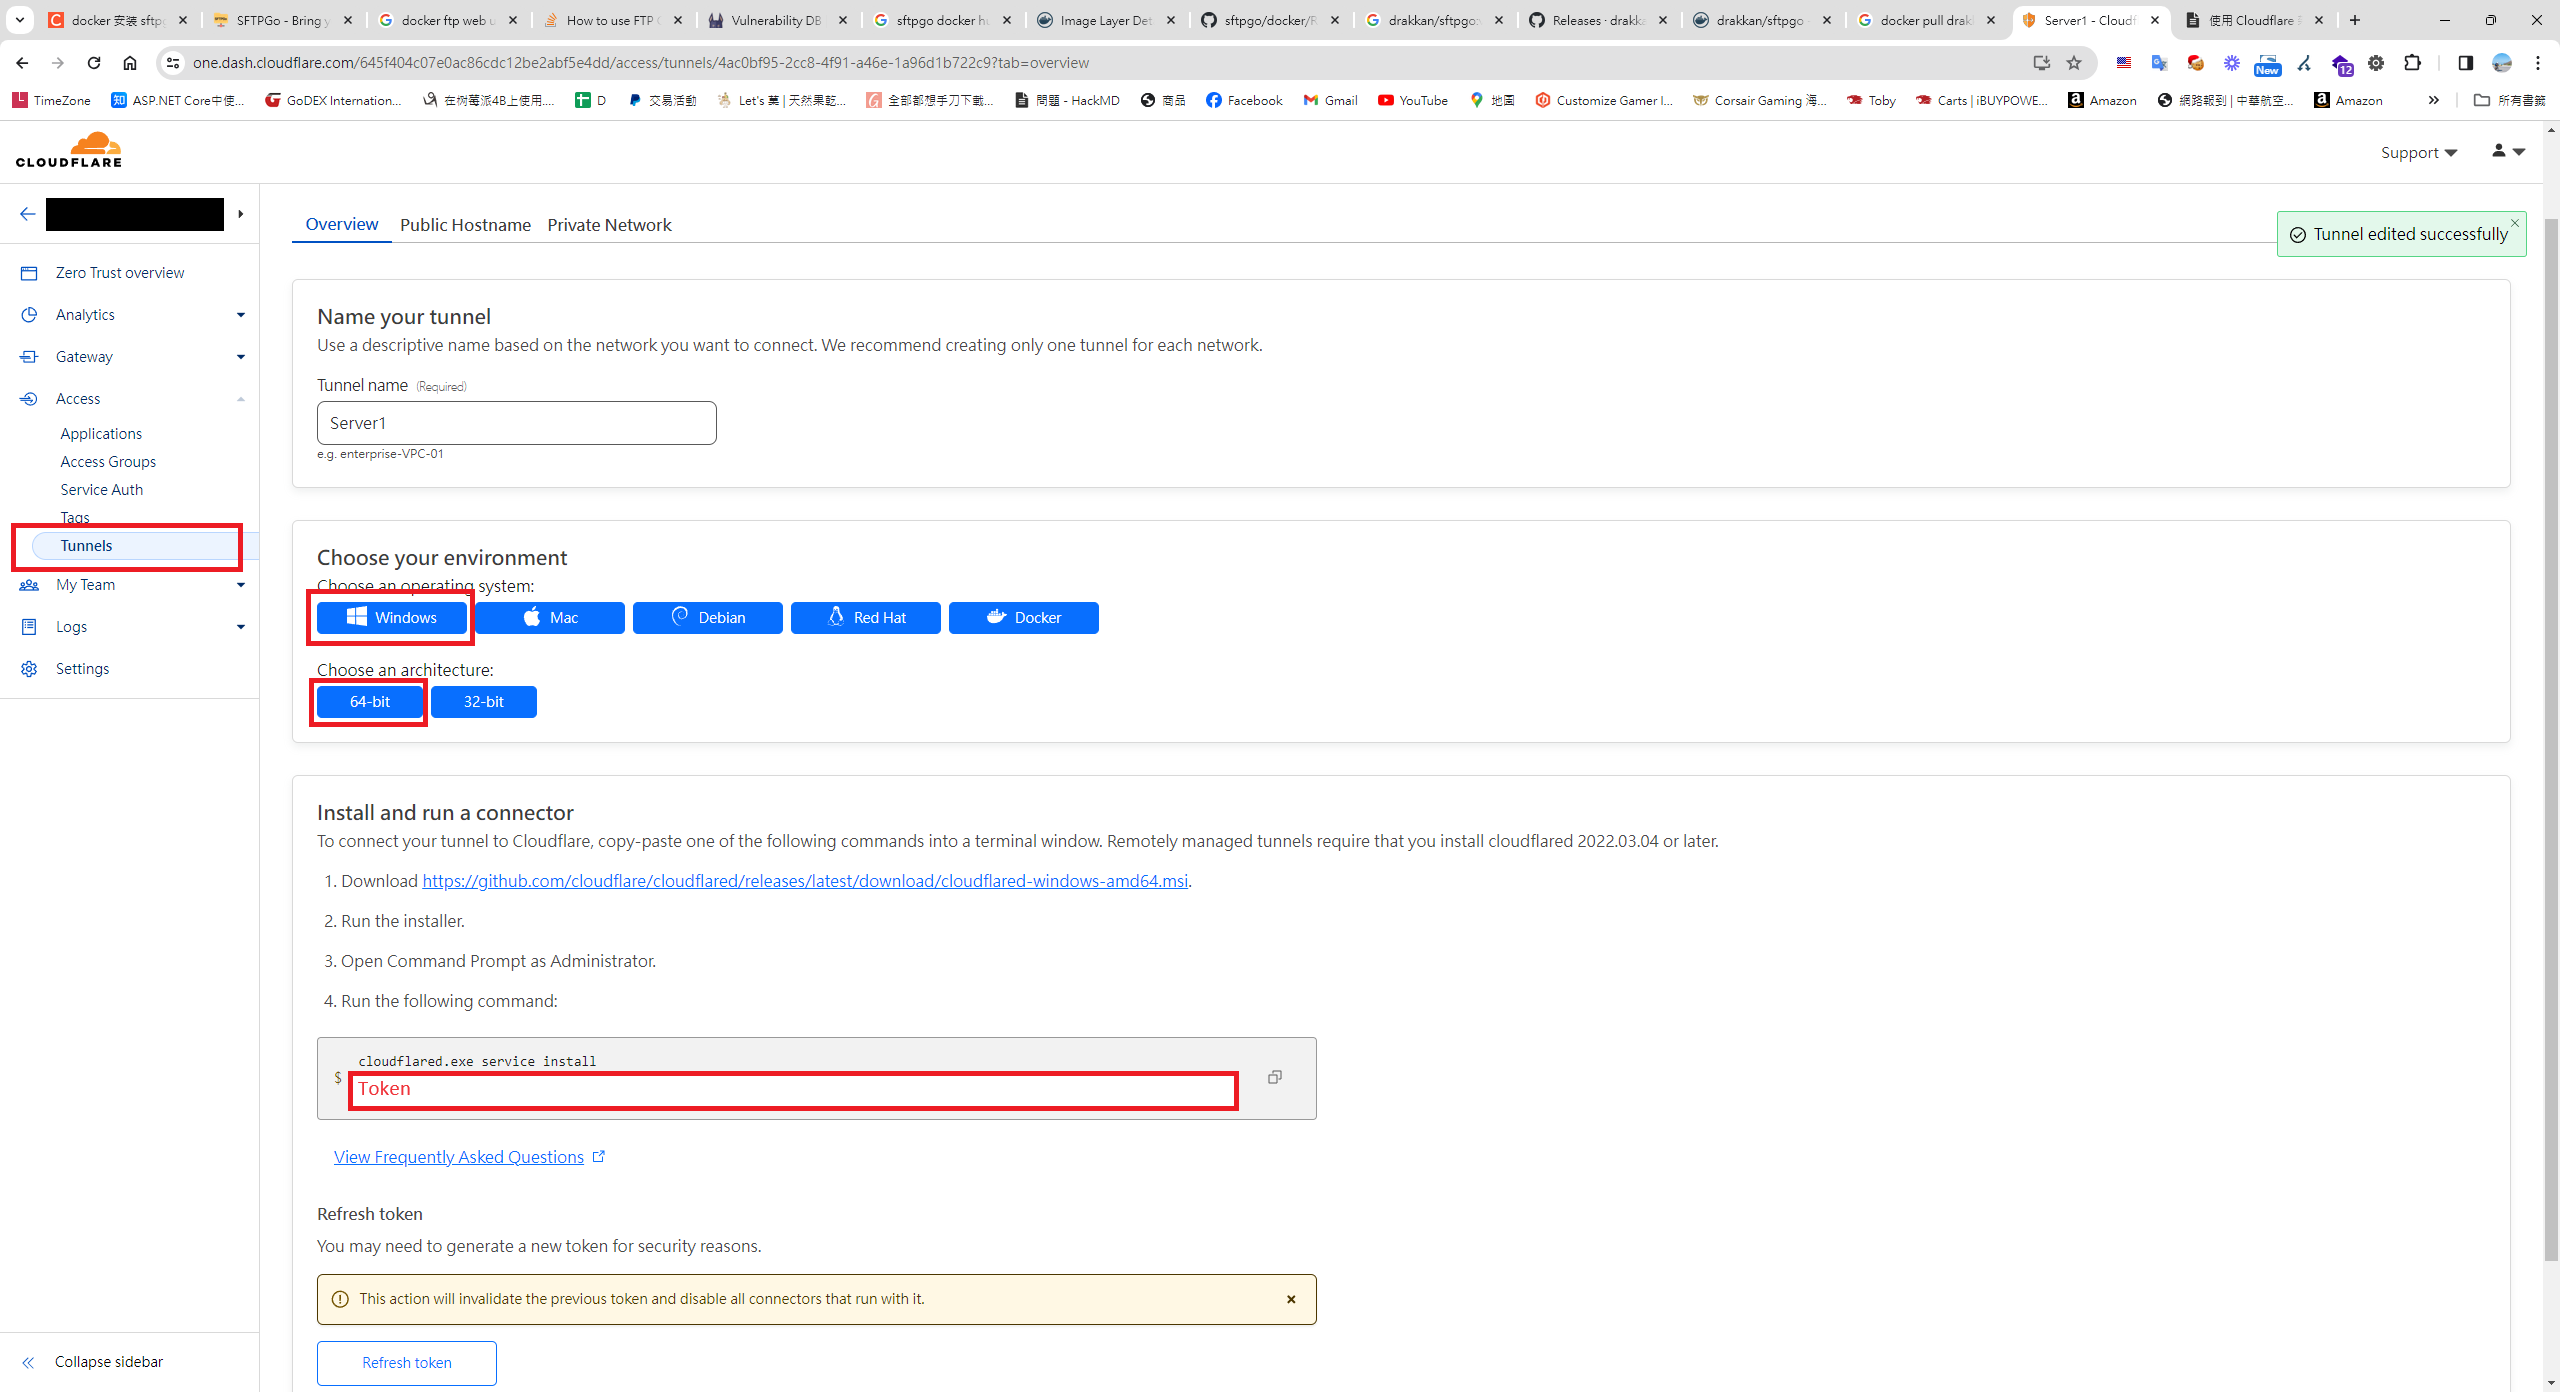 docker 安装 sftpg
SFTPGo - Bring y
docker ftp web u
How to use FTP
Vulnerability DB
sftpgo docker hu
Image Layer Det
sftpgo/docker/R
drakkan/sftpgo:
Releases · drakka
drakkan/sftpgo
docker pull drak
Server1 - Cloudf
使用 Cloudflare
one.dash.cloudflare.com/645f404c07e0ac86cdc12be2abf5e4dd/access/tunnels/4ac0bf95-2cc8-4f91-a46e-1a96d1b722c9?tab=overview
New
12
TimeZone
ASP.NET Core中使...
GoDEX Internation...
在树莓派4B上使用....
D
交易活動
Let's 菓 | 天然果乾...
全部都想手刀下載...
問題 - HackMD
商品
Facebook
Gmail
YouTube
地圖
Customize Gamer I...
Corsair Gaming 海...
Toby
Carts | iBUYPOWE...
Amazon
網路報到 | 中華航空...
Amazon
所有書籤
CLOUDFLARE
Support
Zero Trust overview
Analytics
Gateway
Access
Applications
Access Groups
Service Auth
Tags
Tunnels
My Team
Logs
Settings
Collapse sidebar
Overview
Public Hostname
Private Network
Tunnel edited successfully
Name your tunnel
Use a descriptive name based on the network you want to connect. We recommend creating only one tunnel for each network.
Tunnel name (Required)
Server1
e.g. enterprise-VPC-01
Choose your environment
Choose an operating system:
Windows
Mac
Debian
Red Hat
Docker
Choose an architecture:
64-bit
32-bit
Install and run a connector
To connect your tunnel to Cloudflare, copy-paste one of the following commands into a terminal window. Remotely managed tunnels require that you install cloudflared 2022.03.04 or later.
1. Download https://github.com/cloudflare/cloudflared/releases/latest/download/cloudflared-windows-amd64.msi.
2. Run the installer.
3. Open Command Prompt as Administrator.
4. Run the following command:
cloudflared.exe service install
$
Token
View Frequently Asked Questions
Refresh token
You may need to generate a new token for security reasons.
This action will invalidate the previous token and disable all connectors that run with it.
Refresh token